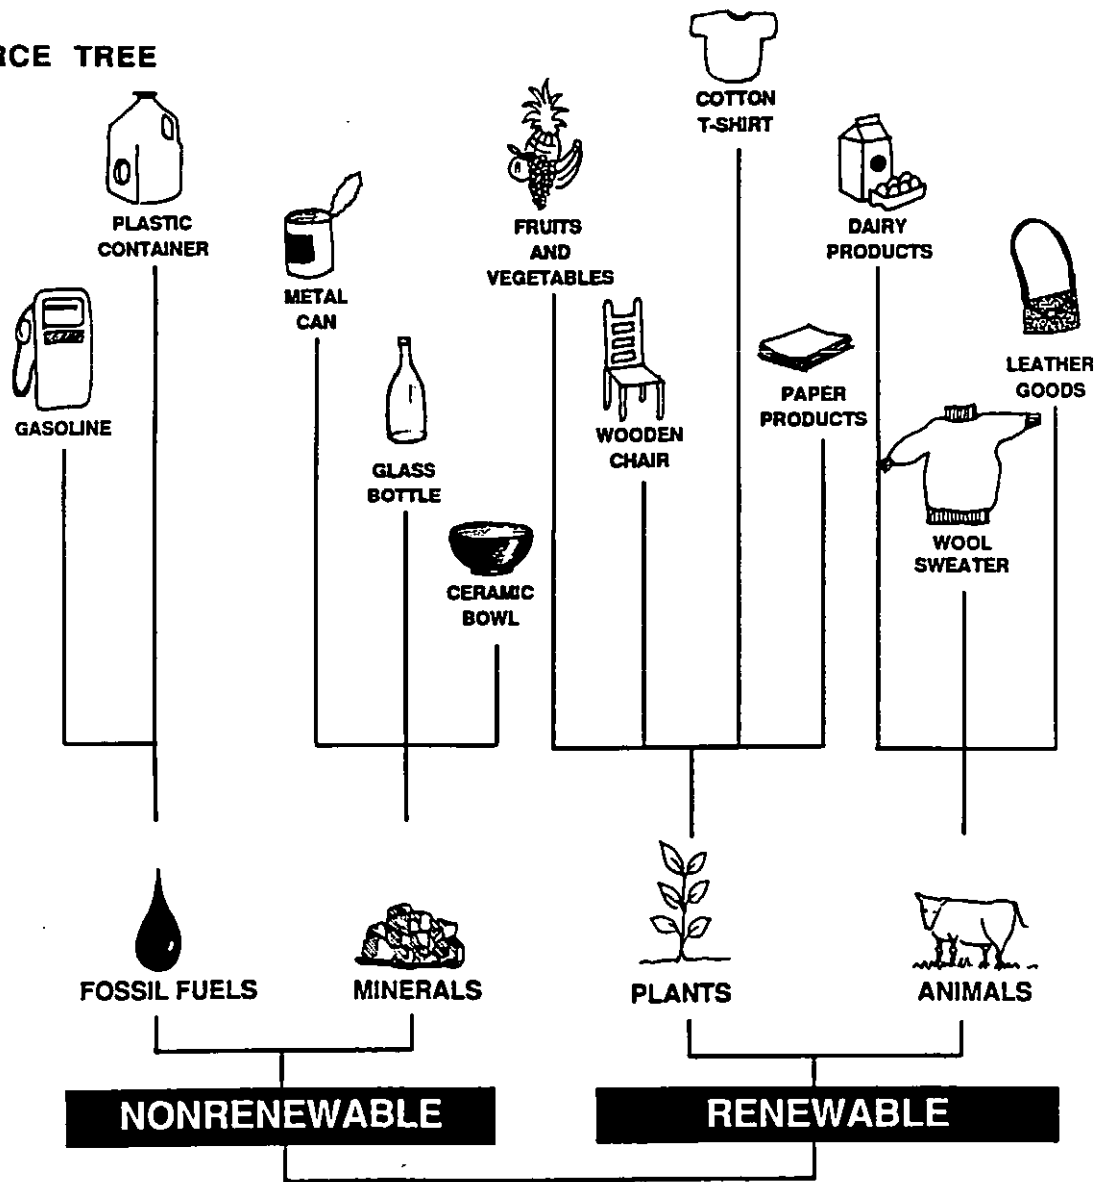 RCE TREE
COTTON
T-SHIRT
PLASTIC
CONTAINER
FRUITS
AND
VEGETABLES
DAIRY
PRODUCTS
METAL
CAN
GASOLINE
LEATHER
GOODS
PAPER
PRODUCTS
WOODEN
CHAIR
GLASS
BOTTLE
WOOL
SWEATER
CERAMIC
BOWL
FOSSIL FUELS
MINERALS
PLANTS
ANIMALS
NONRENEWABLE
RENEWABLE